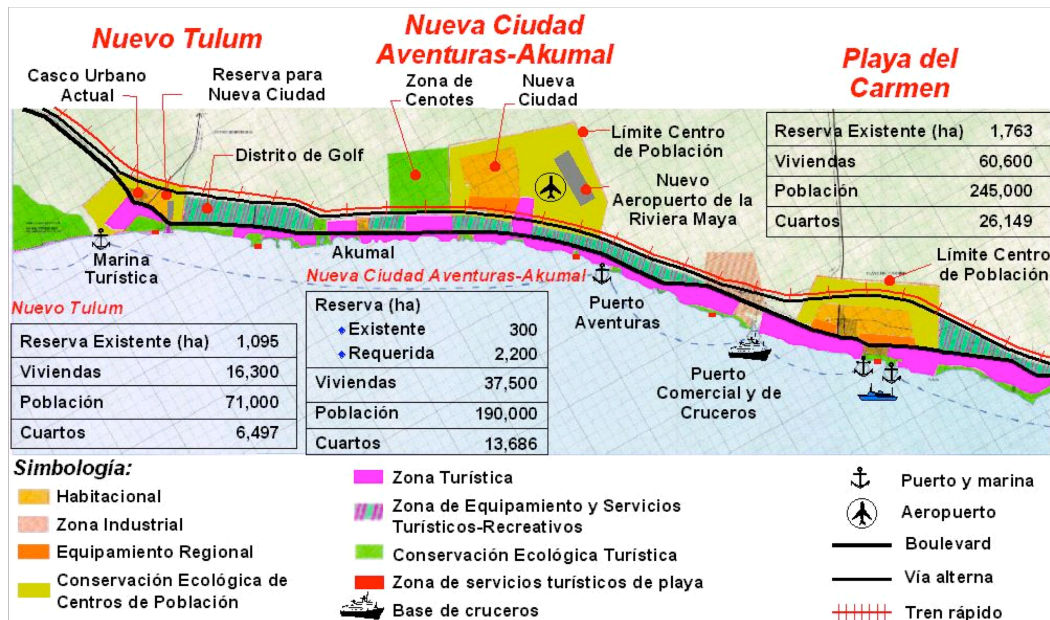 Nuevo Tulum
Nueva Ciudad
Aventuras-Akumal
Playa del
Carmen
Casco Urbano
Actual
Reserva para
Nueva Ciudad
Zona de
Cenotes
Nueva
Ciudad
Distrito de Golf
Límite Centro
de Población
Nuevo
Aeropuerto de la
Riviera Maya
Reserva Existente (ha) 1,763
Viviendas 60,600
Población 245,000
Cuartos 26,149
Límite Centro
de Población
Marina
Turística
Akumal
Puerto
Aventuras
Puerto
Comercial y de
Cruceros
Nuevo Tulum
Reserva Existente (ha) 1,095
Viviendas 16,300
Población 71,000
Cuartos 6,497
Nueva Ciudad Aventuras-Akumal
Reserva (ha)
Existente 300
Requerida 2,200
Viviendas 37,500
Población 190,000
Cuartos 13,686
Simbología:
Habitacional
Zona Industrial
Equipamiento Regional
Conservación Ecológica de
Centros de Población
Zona Turística
Zona de Equipamiento y Servicios
Turísticos-Recreativos
Conservación Ecológica Turística
Zona de servicios turísticos de playa
Base de cruceros
Puerto y marina
Aeropuerto
Boulevard
Vía alterna
Tren rápido